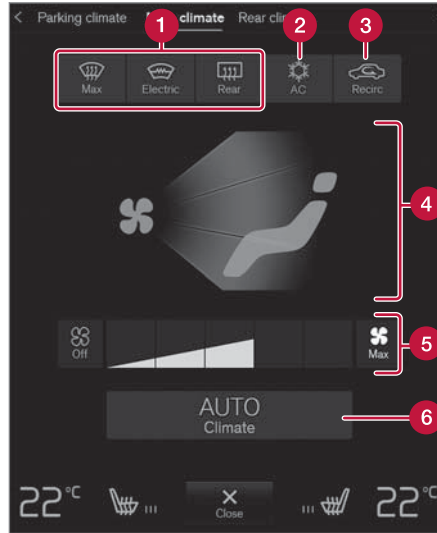 Parking climate climate Rear
1 2 3
Max Electric Rear AC Recirc
4
Off Max
5
AUTO
Climate
6
22°C 22°C
Close